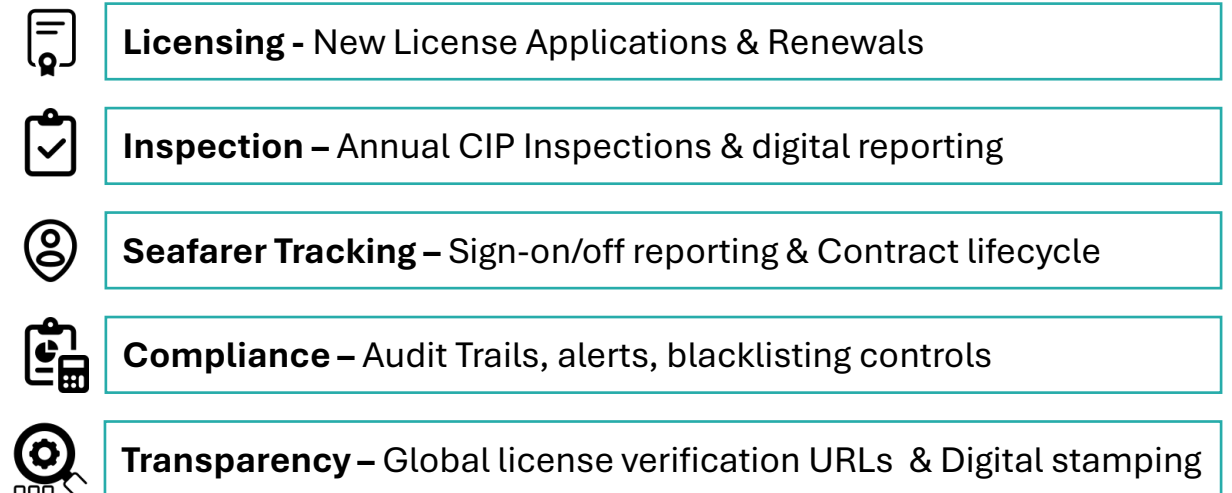 Licensing - New License Applications & Renewals
Inspection – Annual CIP Inspections & digital reporting
Seafarer Tracking – Sign-on/off reporting & Contract lifecycle
Compliance – Audit Trails, alerts, blacklisting controls
Transparency – Global license verification URLs & Digital stamping